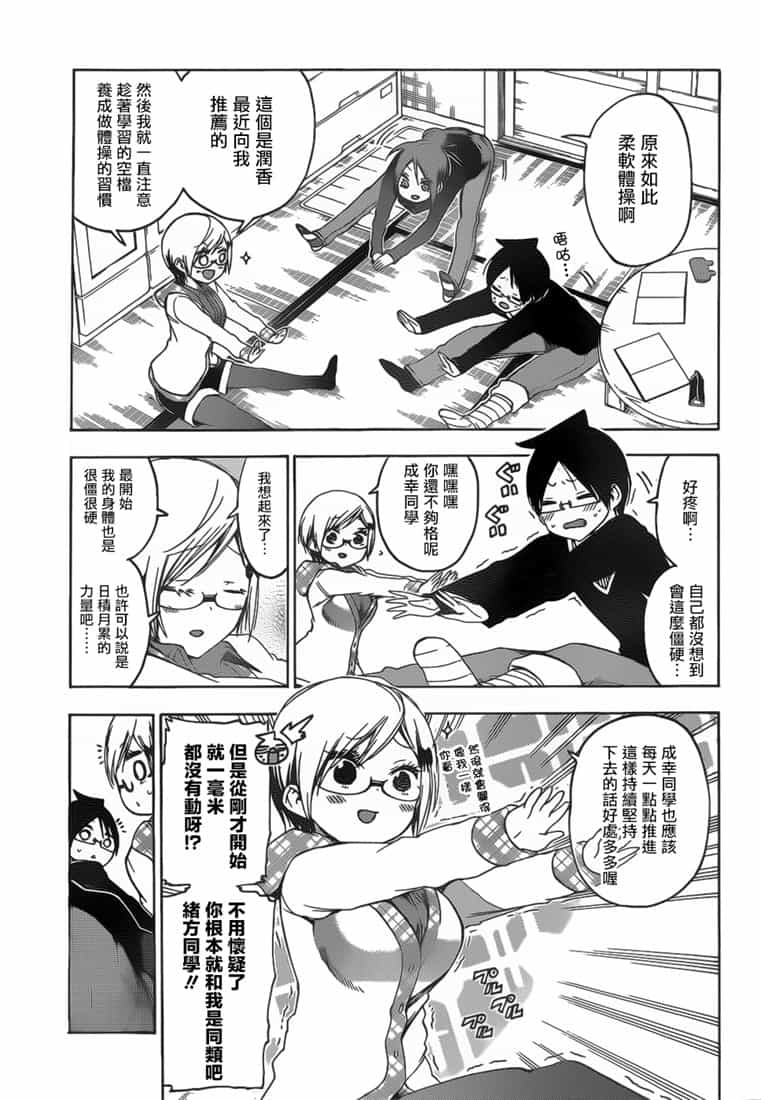 原來如此
柔軟體操啊
唔咕…
這個是潤香
最近向我
推薦的
然後我就一直注意
趁著學習的空檔
養成做體操的習慣
好疼啊…
自己都沒想到
會這麼僵硬…
嘿嘿嘿
你還不夠格呢
成幸同學
我想起來了…
最開始
我的身體也是
很僵很硬
也許可以說是
日積月累的
力量吧……
成幸同學也應該
每天一點點推進
這樣持續堅持
下去的話好處多多喔
然後就會變得
像我一樣
你看
プルプル
但是從剛才開始
就一毫米
都沒有動呀!?
不用懷疑了
你根本就和我是同類吧
緒方同學!!